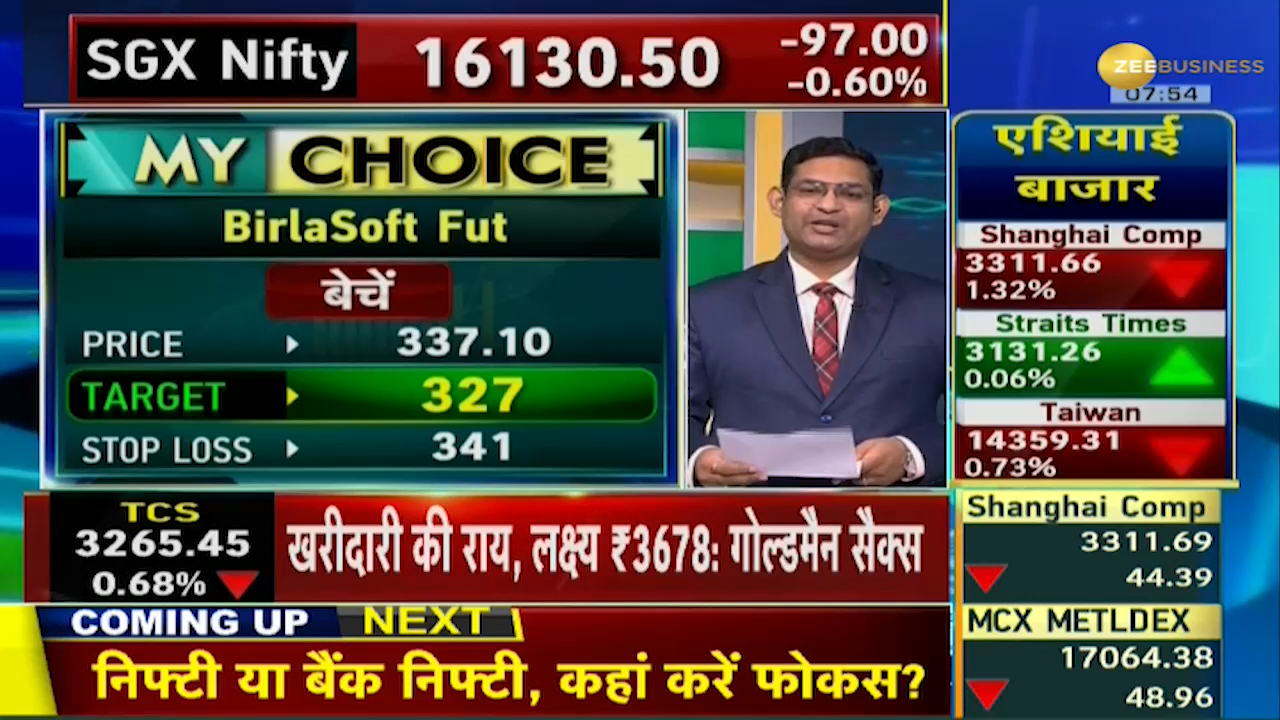 SGX Nifty 16130.50 -97.00
-0.60%
ZEEBUSINESS
07:54
MY CHOICE
BirlaSoft Fut
बेचें
PRICE 337.10
TARGET 327
STOP LOSS 341
एशियाई
बाजार
Shanghai Comp
3311.66
1.32%
Straits Times
3131.26
0.06%
Taiwan
14359.31
0.73%
TCS
3265.45
0.68%
खरीदारी की राय, लक्ष्य ₹3678: गोल्डमैन सैक्स
Shanghai Comp
3311.69
44.39
MCX METLDEX
17064.38
48.96
COMING UP NEXT
निफ्टी या बैंक निफ्टी, कहां करें फोकस?